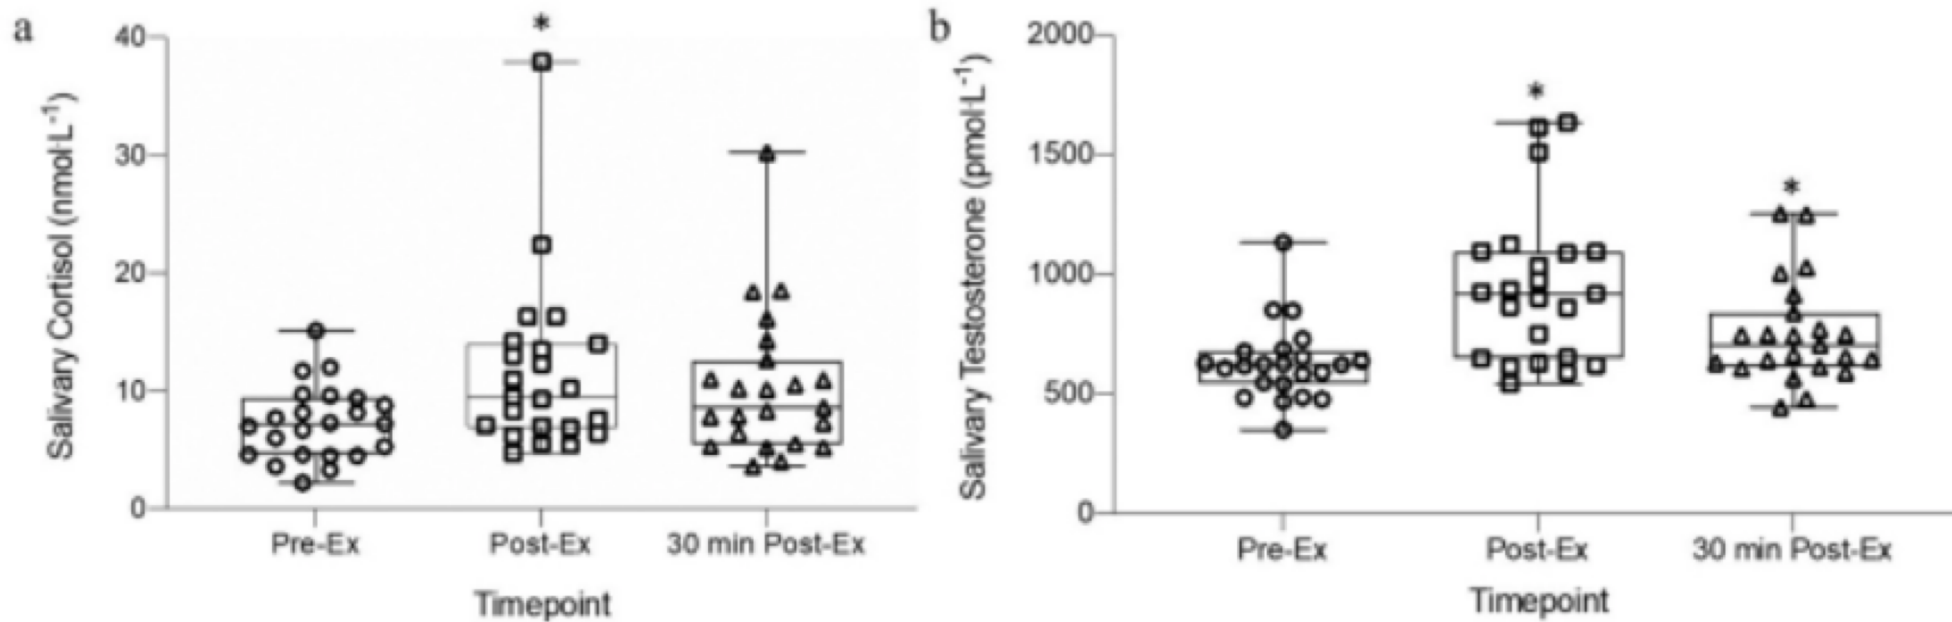 a
*
40
30
20
10
0
Salivary Cortisol (nmol·L⁻¹)
Pre-Ex Post-Ex 30 min Post-Ex
Timepoint
b
*
*
2000
1500
1000
500
0
Salivary Testosterone (pmol·L⁻¹)
Pre-Ex Post-Ex 30 min Post-Ex
Timepoint